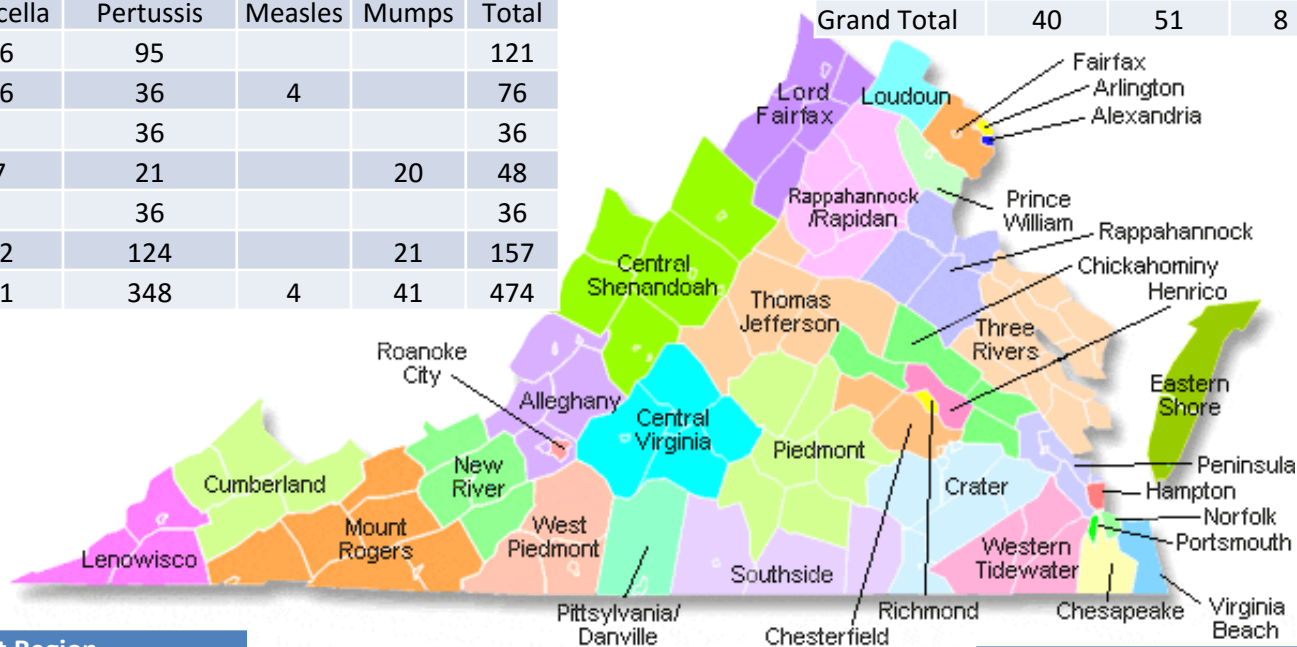 cella Pertussis Measles Mumps Total
6 95 121
6 36 4 76
36 36
7 21 20 48
36 36
2 124 21 157
1 348 4 41 474
Grand Total 40 51 8
Fairfax
Arlington
Alexandria
Lord
Fairfax
Loudoun
Rappahannock
/Rapidan
Prince
William
Rappahannock
Chickahominy
Henrico
Central
Shenandoah
Thomas
Jefferson
Three
Rivers
Roanoke
City
Alleghany
Central
Virginia
Eastern
Shore
Piedmont
Cumberland
New
River
Crater
Peninsula
Hampton
Norfolk
Portsmouth
Mount
Rogers
West
Piedmont
Lenowisco
Southside
Western
Tidewater
Pittsylvania/
Danville
Richmond
Chesterfield
Chesapeake
Virginia
Beach
t Region